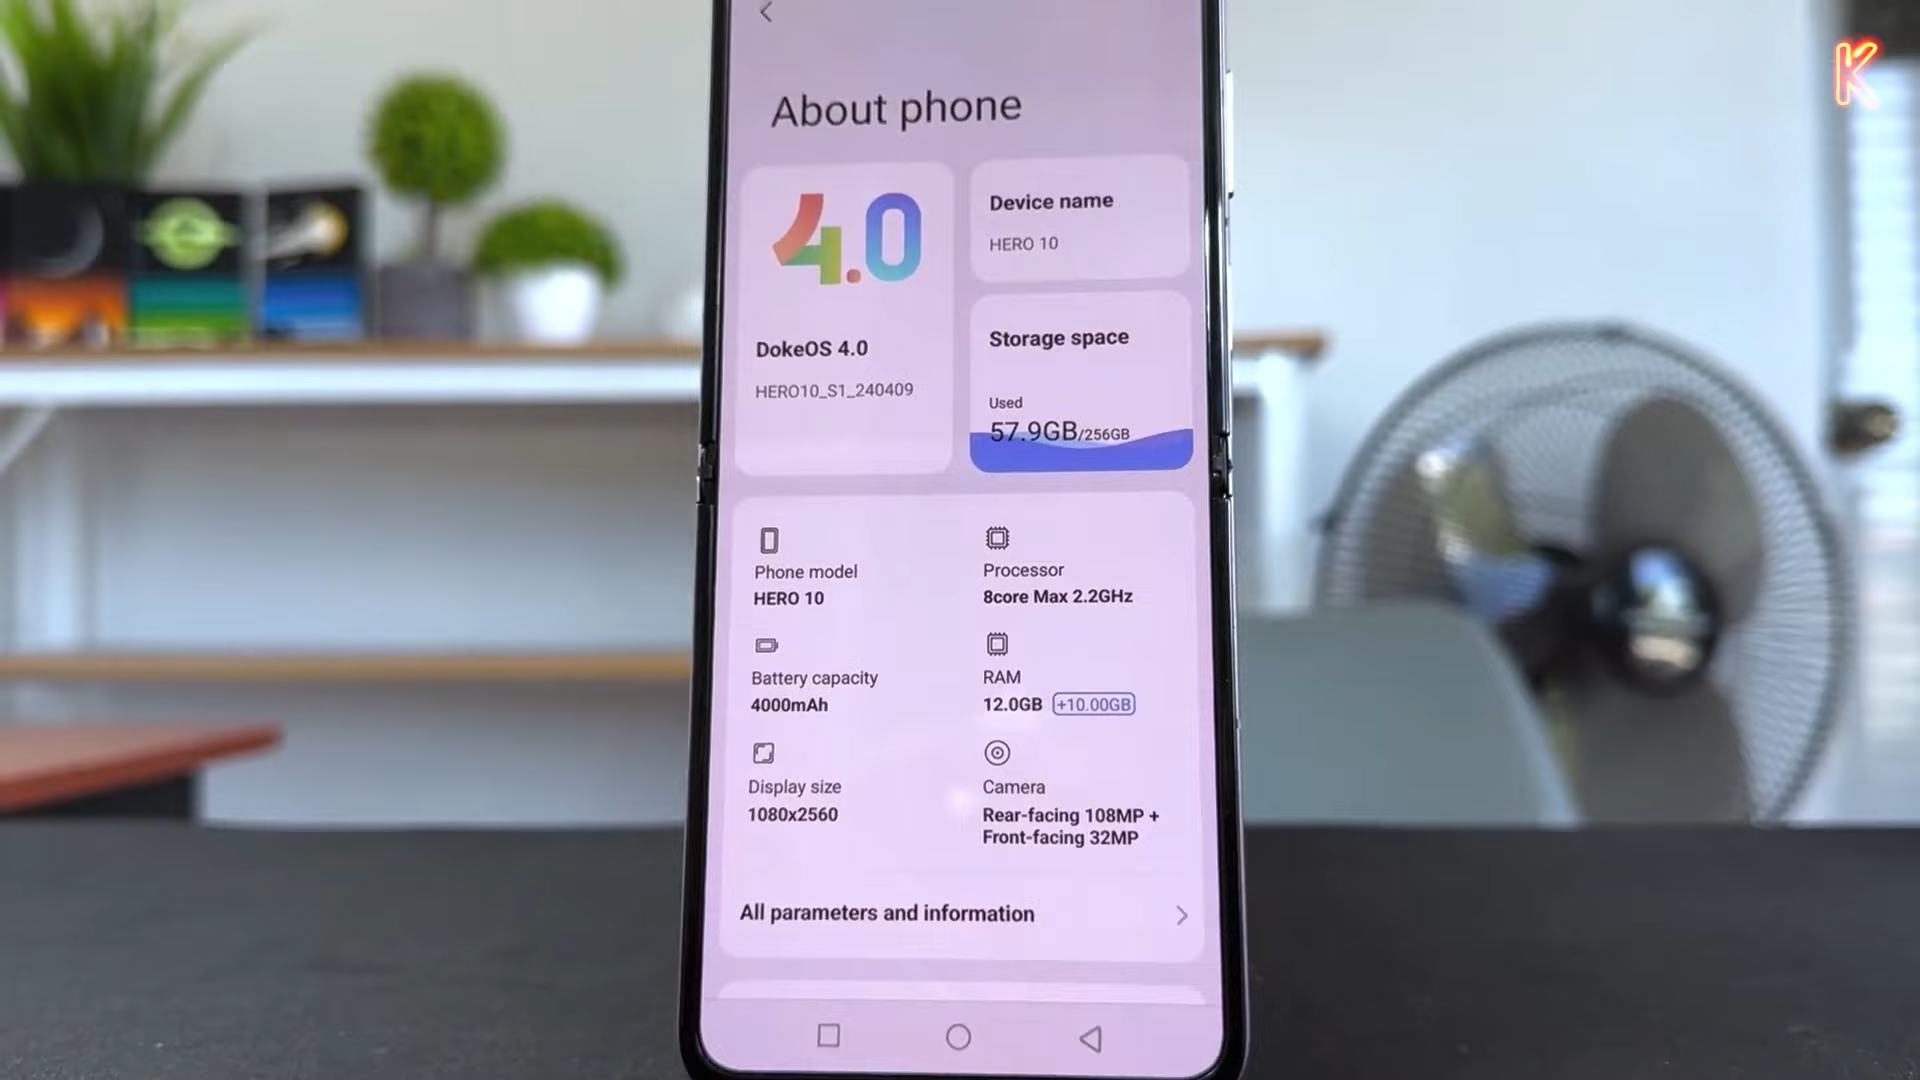 K
About phone
4.0
DokeOS 4.0
HERO10_S1_240409
Device name
HERO 10
Storage space
Used
57.9GB/256GB
Phone model
HERO 10
Processor
8core Max 2.2GHz
Battery capacity
4000mAh
RAM
12.0GB +10.00GB
Display size
1080x2560
Camera
Rear-facing 108MP +
Front-facing 32MP
All parameters and information